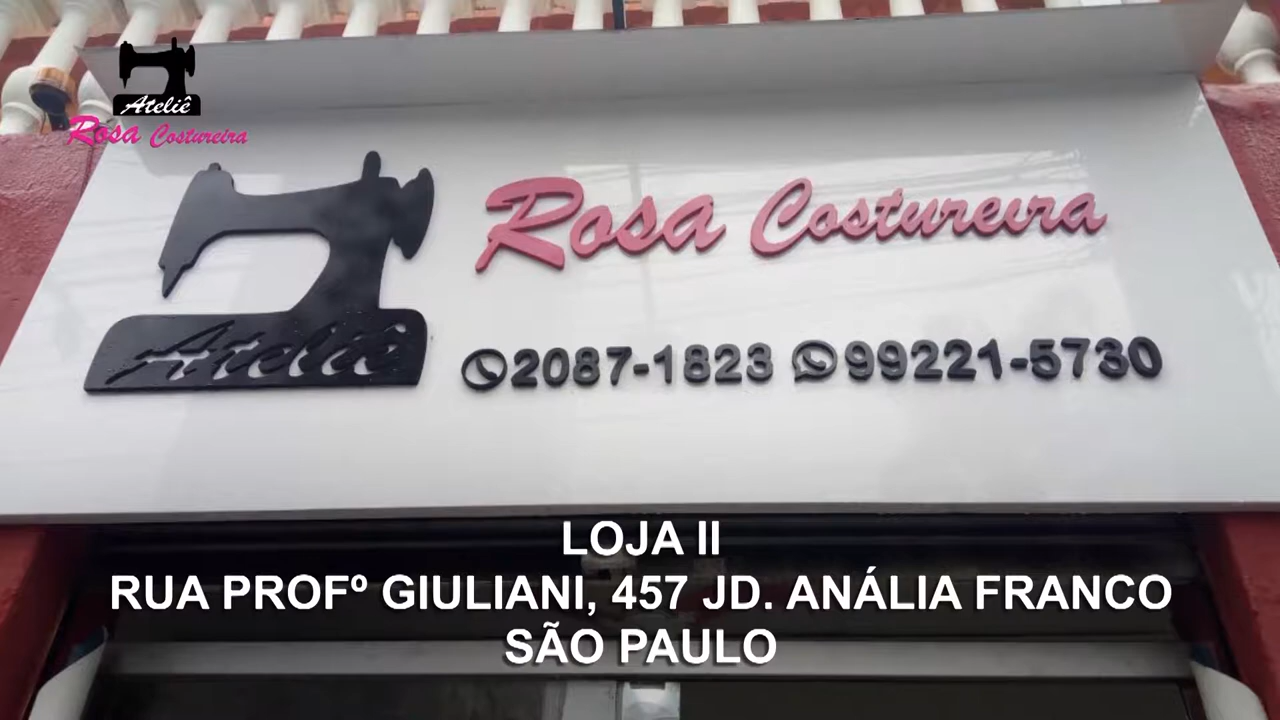 Ateliê
Rosa Costureira
Rosa Costureira
Ateliê
2087-1823 99221-5730
LOJA II
RUA PROFº GIULIANI, 457 JD. ANÁLIA FRANCO
SÃO PAULO